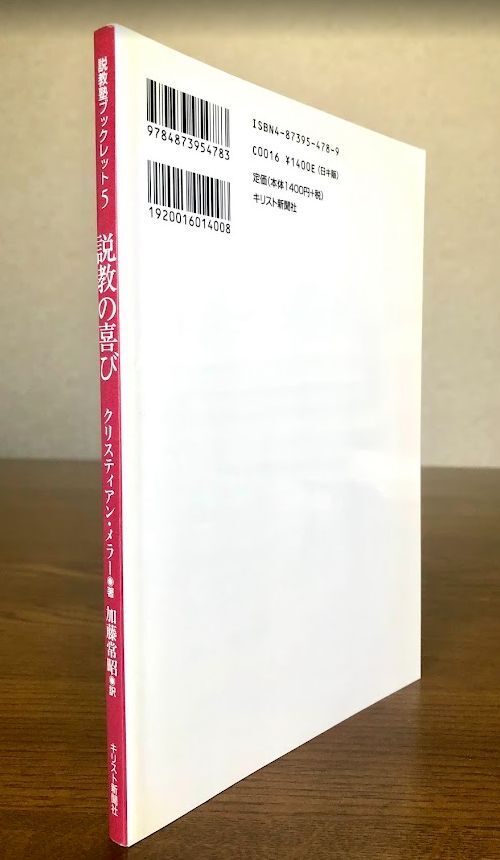 説教塾ブックレット5
説教の喜び
クリスティアン・メラー◉著
加藤常昭◉訳
キリスト新聞社
9784873954783
1920016014008
ISBN4-87395-478-9
C0016 ¥1400E (日キ販)
定価(本体1400円+税)
キリスト新聞社